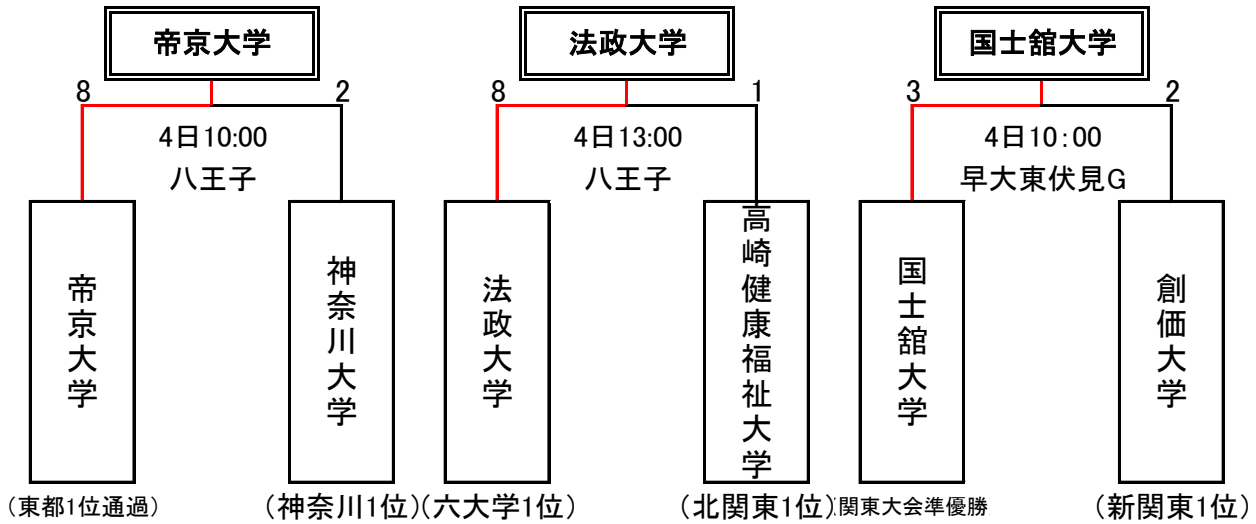 帝京大学
法政大学
国士舘大学
8
2
8
1
3
2
4日10:00
4日13:00
4日10:00
八王子
八王子
早大東伏見G
帝京大学
神奈川大学
法政大学
高崎健康福祉大学
国士舘大学
創価大学
(東都1位通過)
(神奈川1位)
(六大学1位)
(北関東1位)
関東大会準優勝
(新関東1位)